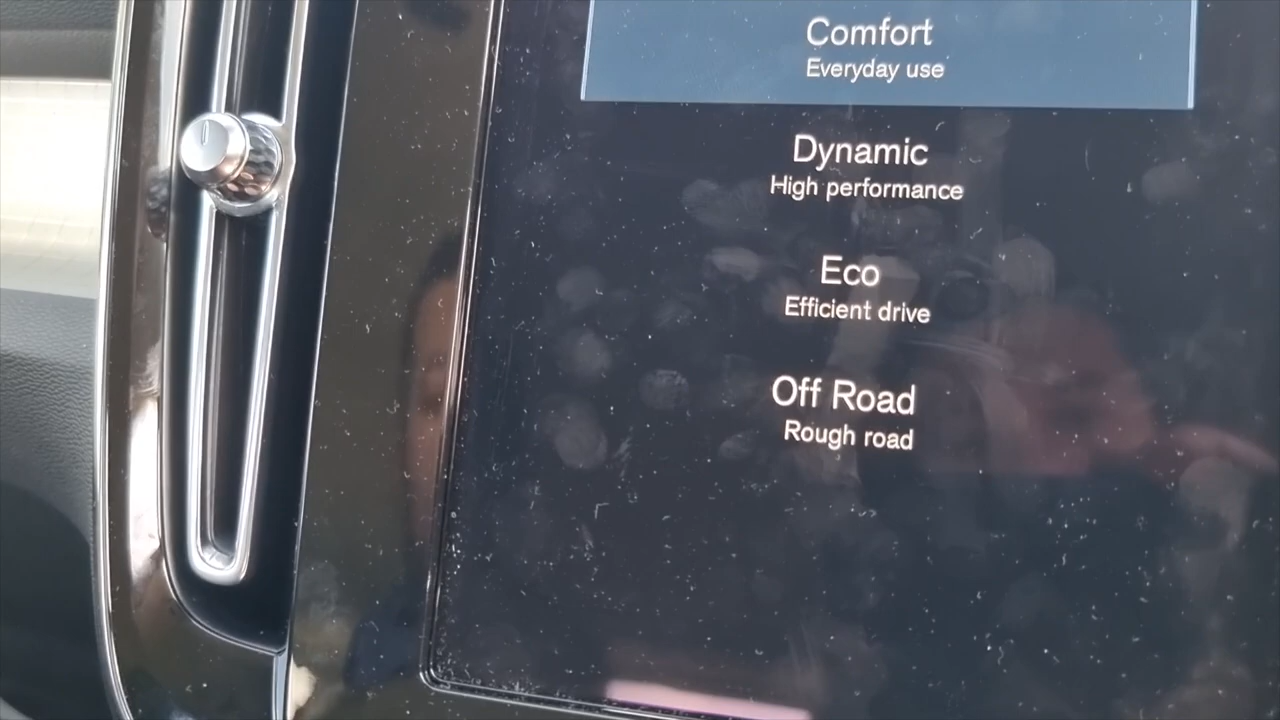 Comfort
Everyday use
Dynamic
High performance
Eco
Efficient drive
Off Road
Rough road